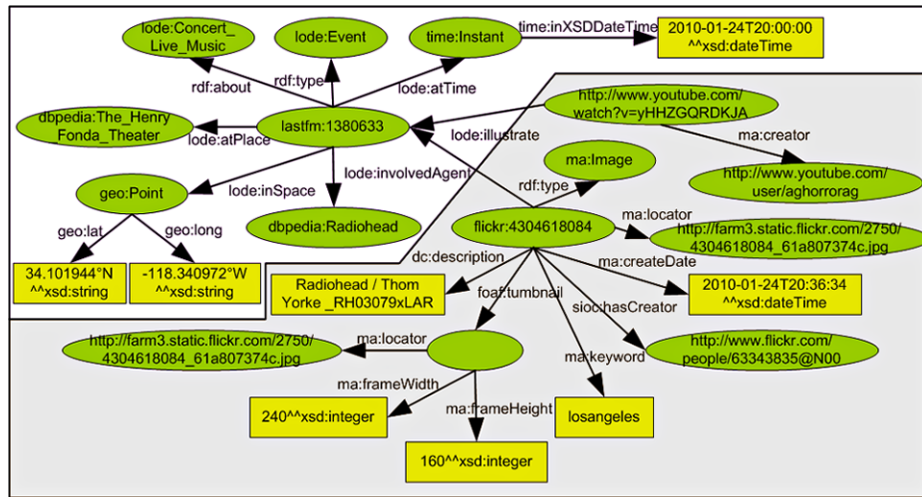 lode:Concert_
Live_Music
lode:Event
time:Instant
time:inXSDDateTime
2010-01-24T20:00:00
^^xsd:dateTime
rdf:about
rdf:type
lode:atTime
dbpedia:The_Henry
_Fonda_Theater
lode:atPlace
lastfm:1380633
lode:illustrate
http://www.youtube.com/
watch?v=yHHZGQRDKJA
ma:creator
http://www.youtube.com/
user/aghorrorag
geo:Point
lode:inSpace
lode:involvedAgent
ma:Image
rdf:type
geo:lat
geo:long
dbpedia:Radiohead
flickr:4304618084
ma:locator
http://farm3.static.flickr.com/2750/
4304618084_61a807374c.jpg
34.101944°N
^^xsd:string
-118.340972°W
^^xsd:string
dc:description
Radiohead / Thom
Yorke _RH03079xLAR
ma:createDate
2010-01-24T20:36:34
^^xsd:dateTime
foaf:tumbnail
sioc:hasCreator
http://farm3.static.flickr.com/2750/
4304618084_61a807374c.jpg
ma:locator
ma:keyword
http://www.flickr.com/
people/63343835@N00
ma:frameWidth
ma:frameHeight
240^^xsd:integer
losangeles
160^^xsd:integer